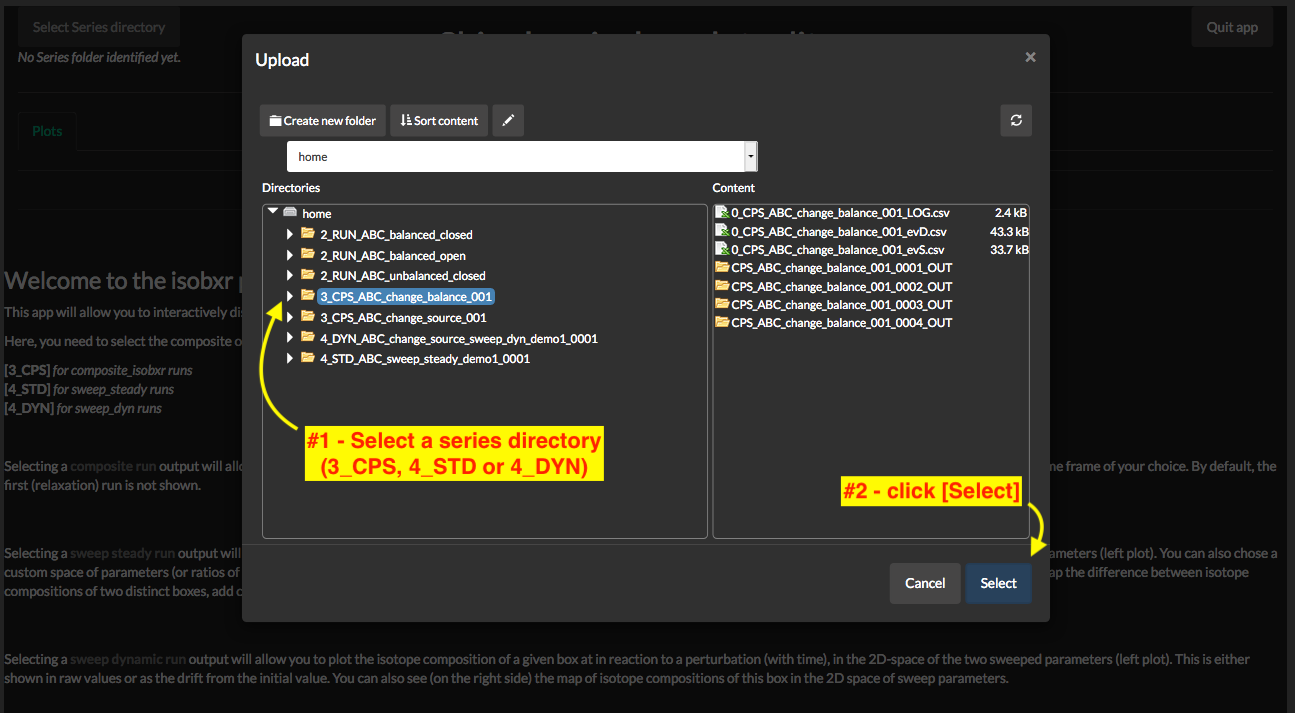 Select Series directory
Quit app
No Series folder identified yet.
Upload
×
Create new folder
Sort content
Plots
home
Directories
Content
home
2_RUN_ABC_balanced_closed
2_RUN_ABC_balanced_open
2_RUN_ABC_unbalanced_closed
3_CPS_ABC_change_balance_001
3_CPS_ABC_change_source_001
4_DYN_ABC_change_source_sweep_dyn_demo1_0001
4_STD_ABC_sweep_steady_demo1_0001
0_CPS_ABC_change_balance_001_LOG.csv 2.4 kB
0_CPS_ABC_change_balance_001_evD.csv 43.3 kB
0_CPS_ABC_change_balance_001_evS.csv 33.7 kB
CPS_ABC_change_balance_001_0001_OUT
CPS_ABC_change_balance_001_0002_OUT
CPS_ABC_change_balance_001_0003_OUT
CPS_ABC_change_balance_001_0004_OUT
Welcome to the isobxr
This app will allow you to interactively
Here, you need to select the composite
[3_CPS] for composite_isobxr runs
[4_STD] for sweep_steady runs
[4_DYN] for sweep_dyn runs
#1 - Select a series directory
(3_CPS, 4_STD or 4_DYN)
#2 - click [Select]
Selecting a composite run output will me frame of your choice. By default, the
first (relaxation) run is not shown.
Selecting a sweep steady run output will ameters (left plot). You can also chose a
custom space of parameters (or ratios of ap the difference between isotope
compositions of two distinct boxes, add
Cancel
Select
Selecting a sweep dynamic run output will allow you to plot the isotope composition of a given box at in reaction to a perturbation (with time), in the 2D-space of the two sweeped parameters (left plot). This is either
shown in raw values or as the drift from the initial value. You can also see (on the right side) the map of isotope compositions of this box in the 2D space of sweep parameters.